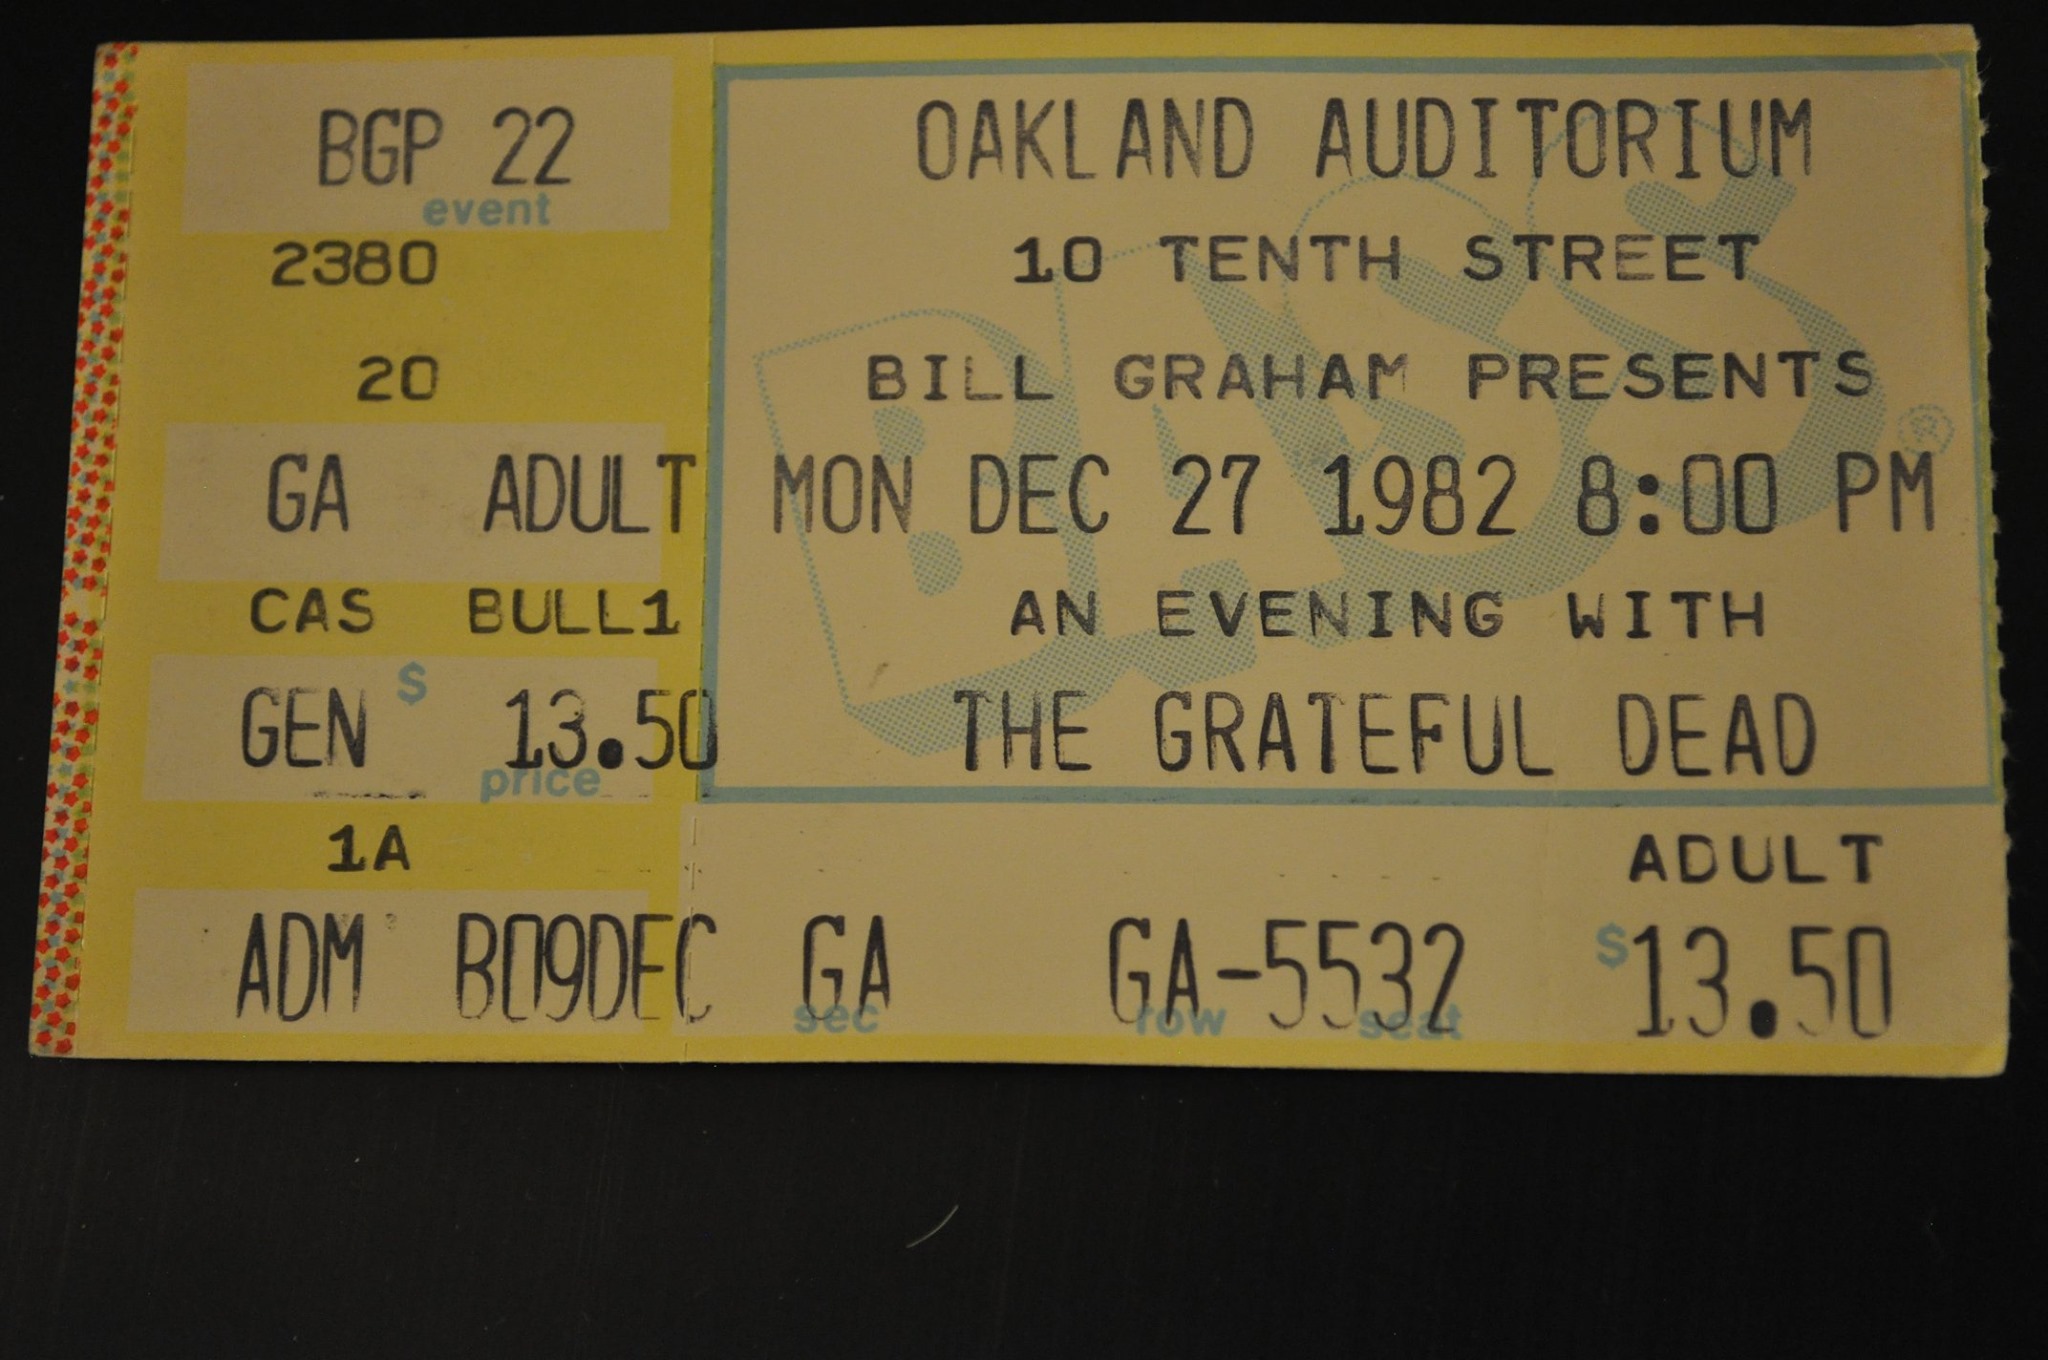 BGP 22
event
2380
20
GA ADULT
CAS BULL1
GEN $ 13.50
price
1A
ADM B09DEC
OAKLAND AUDITORIUM
10 TENTH STREET
BILL GRAHAM PRESENTS
MON DEC 27 1982 8:00 PM
AN EVENING WITH
THE GRATEFUL DEAD
BASS ®
ADULT
GA GA-5532 $13.50
sec row seat